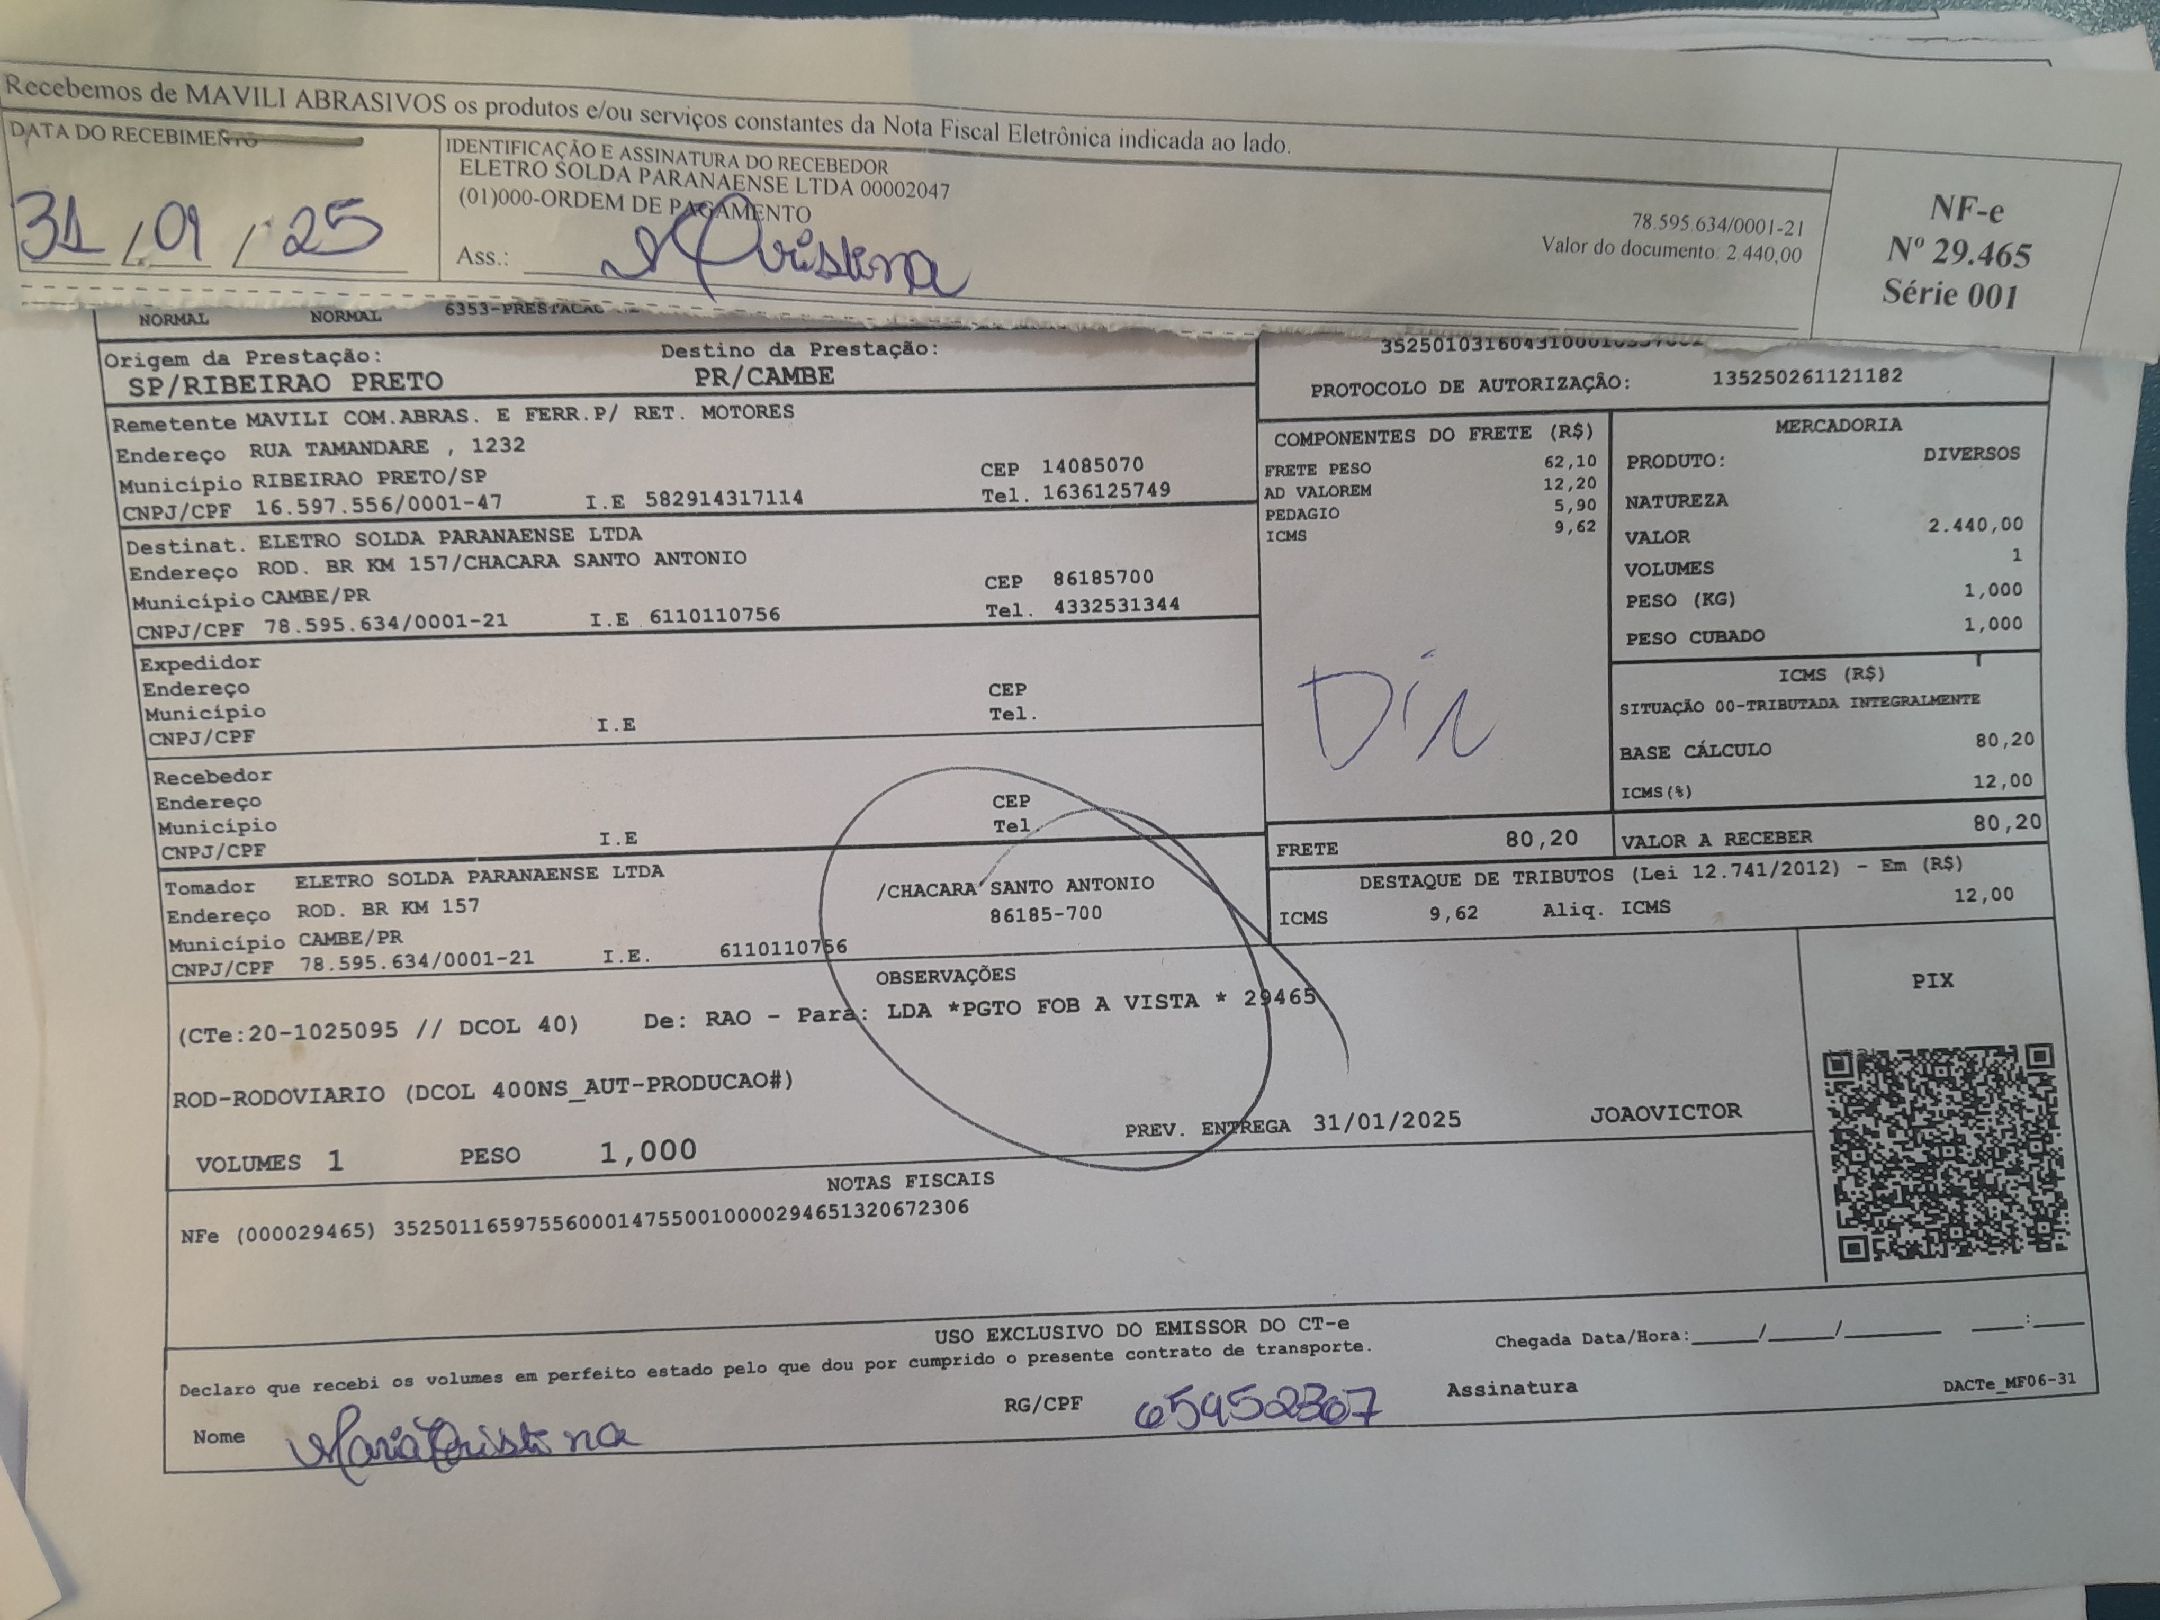 Recebemos de MAVILI ABRASIVOS os produtos e/ou serviços constantes da Nota Fiscal Eletrônica indicada ao lado.
DATA DO RECEBIMENTO
31 / 01 / 25
IDENTIFICAÇÃO E ASSINATURA DO RECEBEDOR
ELETRO SOLDA PARANAENSE LTDA 00002047
(01)000-ORDEM DE PAGAMENTO
Ass.: M Cristina
78.595.634/0001-21
Valor do documento: 2.440,00
NF-e
Nº 29.465
Série 001
NORMAL NORMAL 6353-PRESTACAO
Origem da Prestação: Destino da Prestação:
SP/RIBEIRAO PRETO PR/CAMBE
PROTOCOLO DE AUTORIZAÇÃO: 135250261121182
Remetente MAVILI COM.ABRAS. E FERR.P/ RET. MOTORES
Endereço RUA TAMANDARE , 1232
Município RIBEIRAO PRETO/SP CEP 14085070
CNPJ/CPF 16.597.556/0001-47 I.E 582914317114 Tel. 1636125749
Destinat. ELETRO SOLDA PARANAENSE LTDA
Endereço ROD. BR KM 157/CHACARA SANTO ANTONIO
Município CAMBE/PR CEP 86185700
CNPJ/CPF 78.595.634/0001-21 I.E 6110110756 Tel. 4332531344
Expedidor
Endereço
Município CEP
CNPJ/CPF I.E Tel.
Recebedor
Endereço
Município CEP
CNPJ/CPF I.E Tel.
Tomador ELETRO SOLDA PARANAENSE LTDA
Endereço ROD. BR KM 157 /CHACARA SANTO ANTONIO
Município CAMBE/PR 86185-700
CNPJ/CPF 78.595.634/0001-21 I.E. 6110110756
COMPONENTES DO FRETE (R$)
FRETE PESO 62,10
AD VALOREM 12,20
PEDAGIO 5,90
ICMS 9,62
FRETE 80,20
MERCADORIA
PRODUTO: DIVERSOS
NATUREZA
VALOR 2.440,00
VOLUMES 1
PESO (KG) 1,000
PESO CUBADO 1,000
ICMS (R$)
SITUAÇÃO 00-TRIBUTADA INTEGRALMENTE
BASE CÁLCULO 80,20
ICMS(%) 12,00
VALOR A RECEBER 80,20
DESTAQUE DE TRIBUTOS (Lei 12.741/2012) - Em (R$)
ICMS 9,62 Aliq. ICMS 12,00
OBSERVAÇÕES
(CTe:20-1025095 // DCOL 40) De: RAO - Para: LDA *PGTO FOB A VISTA * 29465
ROD-RODOVIARIO (DCOL 400NS_AUT-PRODUCAO#)
VOLUMES 1 PESO 1,000 PREV. ENTREGA 31/01/2025 JOAOVICTOR
PIX
NOTAS FISCAIS
NFe (000029465) 35250116597556000147550010000294651320672306
USO EXCLUSIVO DO EMISSOR DO CT-e
Declaro que recebi os volumes em perfeito estado pelo que dou por cumprido o presente contrato de transporte.
Chegada Data/Hora:_____/_____/_______ ____:____
Nome Maria Cristina RG/CPF 65952367 Assinatura
DACTe_MF06-31